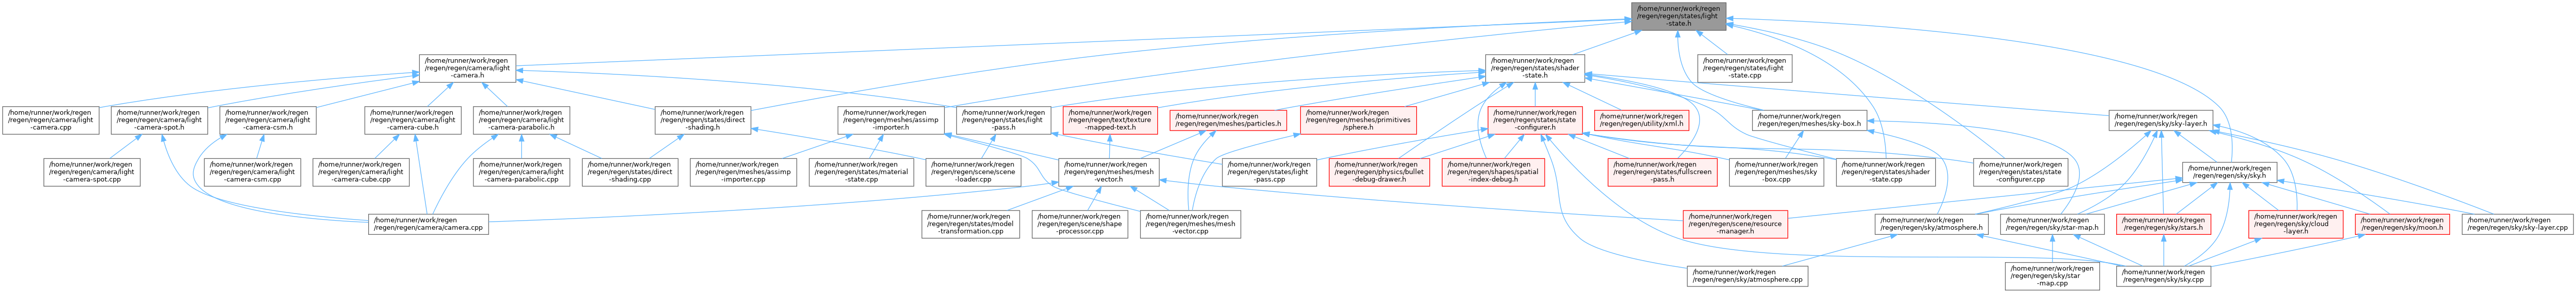 /home/runner/work/regen
/regen/regen/states/light
-state.h
/home/runner/work/regen
/regen/regen/camera/light
-camera.h
/home/runner/work/regen
/regen/regen/states/shader
-state.h
/home/runner/work/regen
/regen/regen/states/light
-state.cpp
/home/runner/work/regen
/regen/regen/camera/light
-camera.cpp
/home/runner/work/regen
/regen/regen/camera/light
-camera-spot.h
/home/runner/work/regen
/regen/regen/camera/light
-camera-csm.h
/home/runner/work/regen
/regen/regen/camera/light
-camera-cube.h
/home/runner/work/regen
/regen/regen/camera/light
-camera-parabolic.h
/home/runner/work/regen
/regen/regen/states/direct
-shading.h
/home/runner/work/regen
/regen/regen/meshes/assimp
-importer.h
/home/runner/work/regen
/regen/regen/states/light
-pass.h
/home/runner/work/regen
/regen/regen/text/texture
-mapped-text.h
/home/runner/work/regen
/regen/regen/meshes/particles.h
/home/runner/work/regen
/regen/regen/meshes/primitives
/sphere.h
/home/runner/work/regen
/regen/regen/states/state
-configurer.h
/home/runner/work/regen
/regen/regen/utility/xml.h
/home/runner/work/regen
/regen/regen/meshes/sky-box.h
/home/runner/work/regen
/regen/regen/sky/sky-layer.h
/home/runner/work/regen
/regen/regen/camera/light
-camera-spot.cpp
/home/runner/work/regen
/regen/regen/camera/light
-camera-csm.cpp
/home/runner/work/regen
/regen/regen/camera/light
-camera-cube.cpp
/home/runner/work/regen
/regen/regen/camera/light
-camera-parabolic.cpp
/home/runner/work/regen
/regen/regen/states/direct
-shading.cpp
/home/runner/work/regen
/regen/regen/meshes/assimp
-importer.cpp
/home/runner/work/regen
/regen/regen/states/material
-state.cpp
/home/runner/work/regen
/regen/regen/scene/scene
-loader.cpp
/home/runner/work/regen
/regen/regen/meshes/mesh
-vector.h
/home/runner/work/regen
/regen/regen/states/light
-pass.cpp
/home/runner/work/regen
/regen/regen/physics/bullet
-debug-drawer.h
/home/runner/work/regen
/regen/regen/shapes/spatial
-index-debug.h
/home/runner/work/regen
/regen/regen/states/fullscreen
-pass.h
/home/runner/work/regen
/regen/regen/meshes/sky
-box.cpp
/home/runner/work/regen
/regen/regen/states/shader
-state.cpp
/home/runner/work/regen
/regen/regen/states/state
-configurer.cpp
/home/runner/work/regen
/regen/regen/sky/sky.h
/home/runner/work/regen
/regen/regen/camera/camera.cpp
/home/runner/work/regen
/regen/regen/states/model
-transformation.cpp
/home/runner/work/regen
/regen/regen/scene/shape
-processor.cpp
/home/runner/work/regen
/regen/regen/meshes/mesh
-vector.cpp
/home/runner/work/regen
/regen/regen/scene/resource
-manager.h
/home/runner/work/regen
/regen/regen/sky/atmosphere.h
/home/runner/work/regen
/regen/regen/sky/star-map.h
/home/runner/work/regen
/regen/regen/sky/stars.h
/home/runner/work/regen
/regen/regen/sky/cloud
-layer.h
/home/runner/work/regen
/regen/regen/sky/moon.h
/home/runner/work/regen
/regen/regen/sky/sky-layer.cpp
/home/runner/work/regen
/regen/regen/sky/atmosphere.cpp
/home/runner/work/regen
/regen/regen/sky/star
-map.cpp
/home/runner/work/regen
/regen/regen/sky/sky.cpp